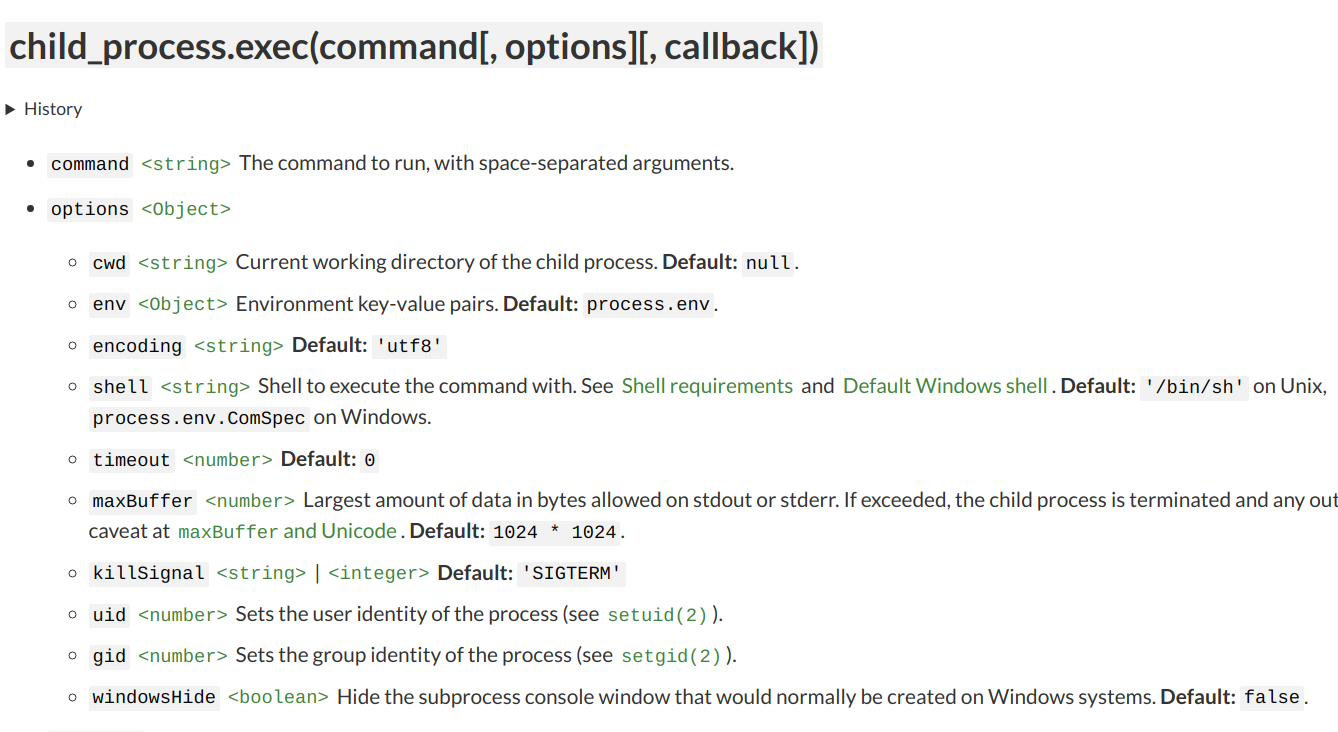 child_process.exec(command[, options][, callback])
▶ History
• command <string> The command to run, with space-separated arguments.
• options <Object>
◦ cwd <string> Current working directory of the child process. Default: null.
◦ env <Object> Environment key-value pairs. Default: process.env.
◦ encoding <string> Default: 'utf8'
◦ shell <string> Shell to execute the command with. See Shell requirements and Default Windows shell. Default: '/bin/sh' on Unix,
process.env.ComSpec on Windows.
◦ timeout <number> Default: 0
◦ maxBuffer <number> Largest amount of data in bytes allowed on stdout or stderr. If exceeded, the child process is terminated and any out
caveat at maxBuffer and Unicode. Default: 1024 * 1024.
◦ killSignal <string> | <integer> Default: 'SIGTERM'
◦ uid <number> Sets the user identity of the process (see setuid(2)).
◦ gid <number> Sets the group identity of the process (see setgid(2)).
◦ windowsHide <boolean> Hide the subprocess console window that would normally be created on Windows systems. Default: false.